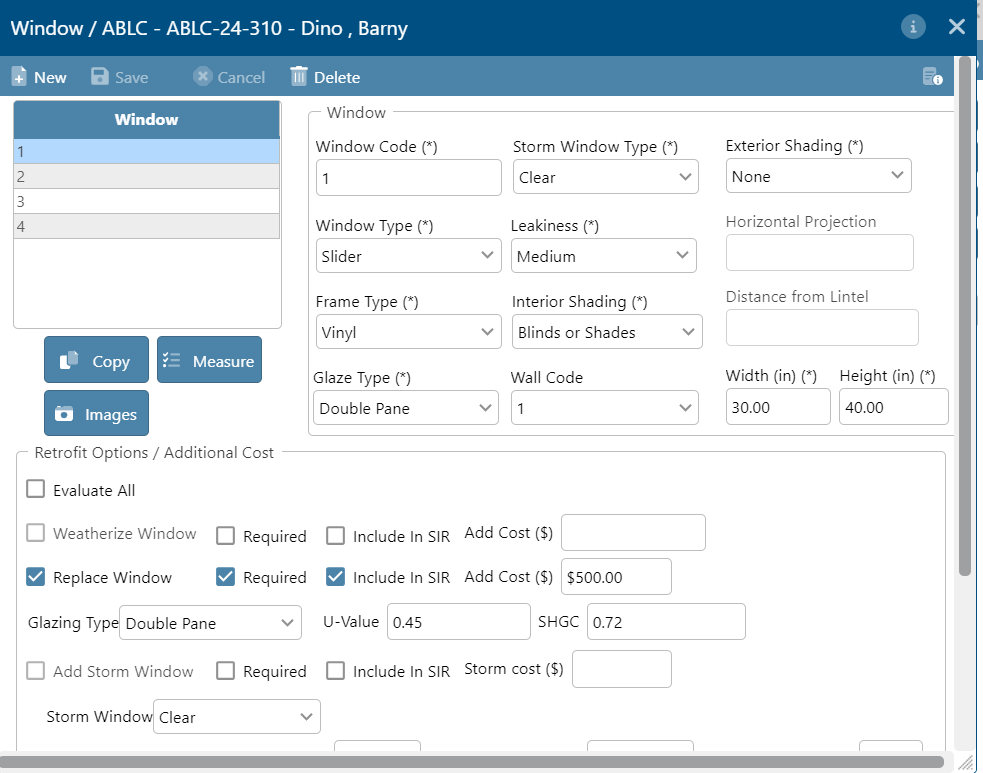 Window / ABLC - ABLC-24-310 - Dino , Barny
New Save Cancel Delete
Window
1
2
3
4
Copy Measure
Images
Window
Window Code (*) Storm Window Type (*) Exterior Shading (*)
1 Clear None
Window Type (*) Leakiness (*) Horizontal Projection
Slider Medium
Frame Type (*) Interior Shading (*) Distance from Lintel
Vinyl Blinds or Shades
Glaze Type (*) Wall Code Width (in) (*) Height (in) (*)
Double Pane 1 30.00 40.00
Retrofit Options / Additional Cost
Evaluate All
Weatherize Window Required Include In SIR Add Cost ($)
Replace Window Required Include In SIR Add Cost ($) $500.00
Glazing Type Double Pane U-Value 0.45 SHGC 0.72
Add Storm Window Required Include In SIR Storm cost ($)
Storm Window Clear